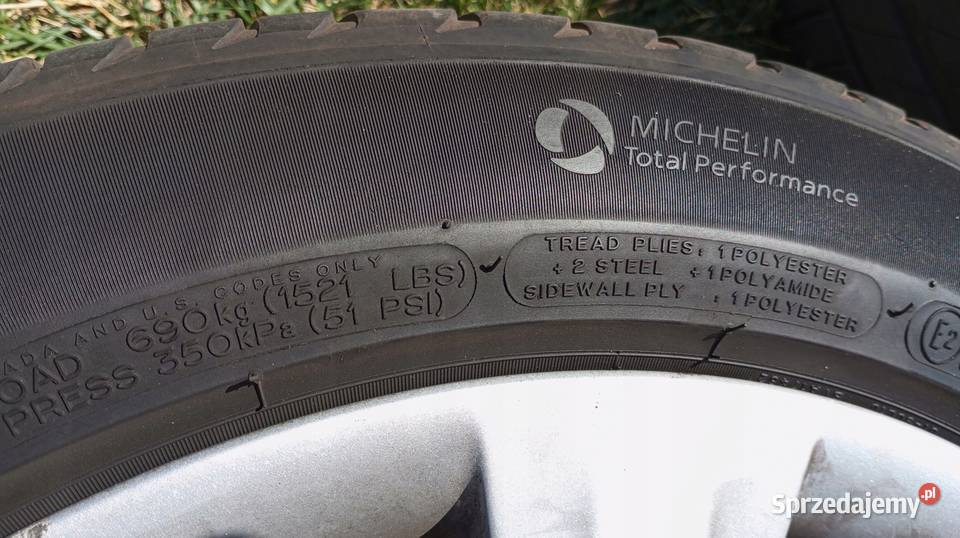 MICHELIN
Total Performance
TREAD PLIES: 1 POLYESTER
+ 2 STEEL + 1 POLYAMIDE
SIDEWALL PLY : 1 POLYESTER
ADA AND U.S. CODES ONLY
OAD 690kg (1521 LBS)
PRESS 350kPa (51 PSI)
E2
Sprzedajemy.pl